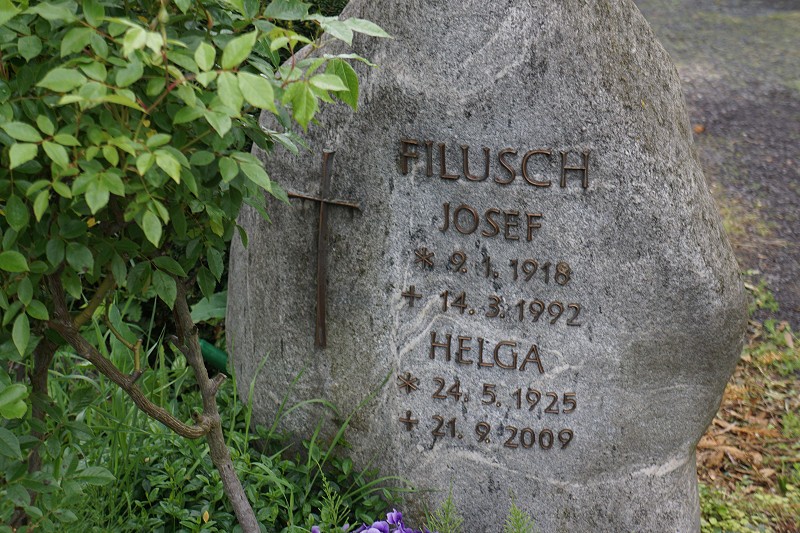 FILUSCH
JOSEF
* 9. 1. 1918
+ 14. 3. 1992
HELGA
* 24. 5. 1925
+ 21. 9. 2009